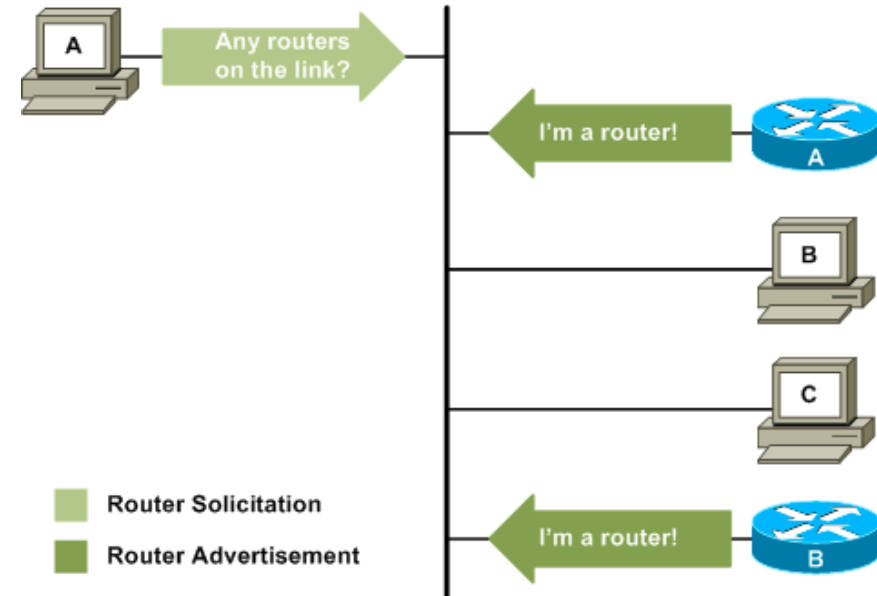 A
Any routers
on the link?
I'm a router!
A
B
C
Router Solicitation
Router Advertisement
I'm a router!
B